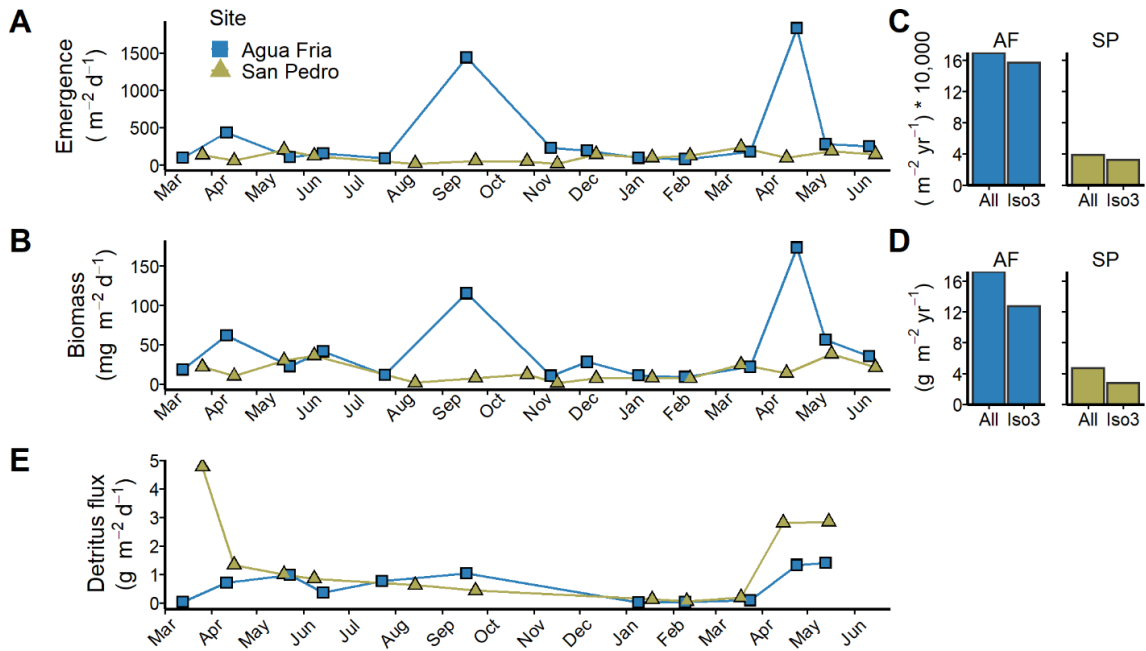 A
Site
Agua Fria
San Pedro
Emergence
( m⁻² d⁻¹)
1500
1000
500
0
Mar Apr May Jun Jul Aug Sep Oct Nov Dec Jan Feb Mar Apr May Jun
C
AF SP
( m⁻² yr⁻¹) * 10,000
16
12
8
4
0
All Iso3 All Iso3
B
Biomass
(mg m⁻² d⁻¹)
150
100
50
0
Mar Apr May Jun Jul Aug Sep Oct Nov Dec Jan Feb Mar Apr May Jun
D
AF SP
(g m⁻² yr⁻¹)
16
12
8
4
0
All Iso3 All Iso3
E
Detritus flux
(g m⁻² d⁻¹)
5
4
3
2
1
0
Mar Apr May Jun Jul Aug Sep Oct Nov Dec Jan Feb Mar Apr May Jun